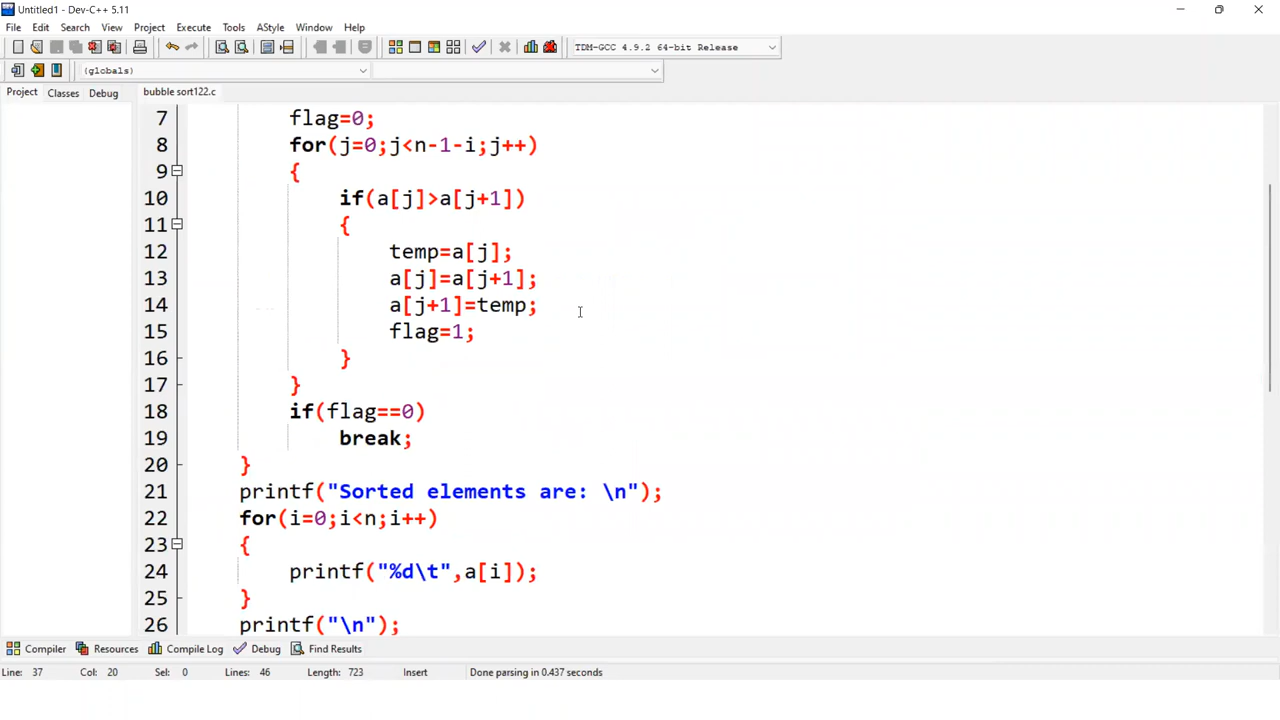 Untitled1 - Dev-C++ 5.11
File Edit Search View Project Execute Tools AStyle Window Help
TDM-GCC 4.9.2 64-bit Release
(globals)
Project Classes Debug bubble sort122.c
7 flag=0;
8 for(j=0;j<n-1-i;j++)
9 {
10 if(a[j]>a[j+1])
11 {
12 temp=a[j];
13 a[j]=a[j+1];
14 a[j+1]=temp;
15 flag=1;
16 }
17 }
18 if(flag==0)
19 break;
20 }
21 printf("Sorted elements are: \n");
22 for(i=0;i<n;i++)
23 {
24 printf("%d\t",a[i]);
25 }
26 printf("\n");
Compiler Resources Compile Log Debug Find Results
Line: 37 Col: 20 Sel: 0 Lines: 46 Length: 723 Insert Done parsing in 0.437 seconds